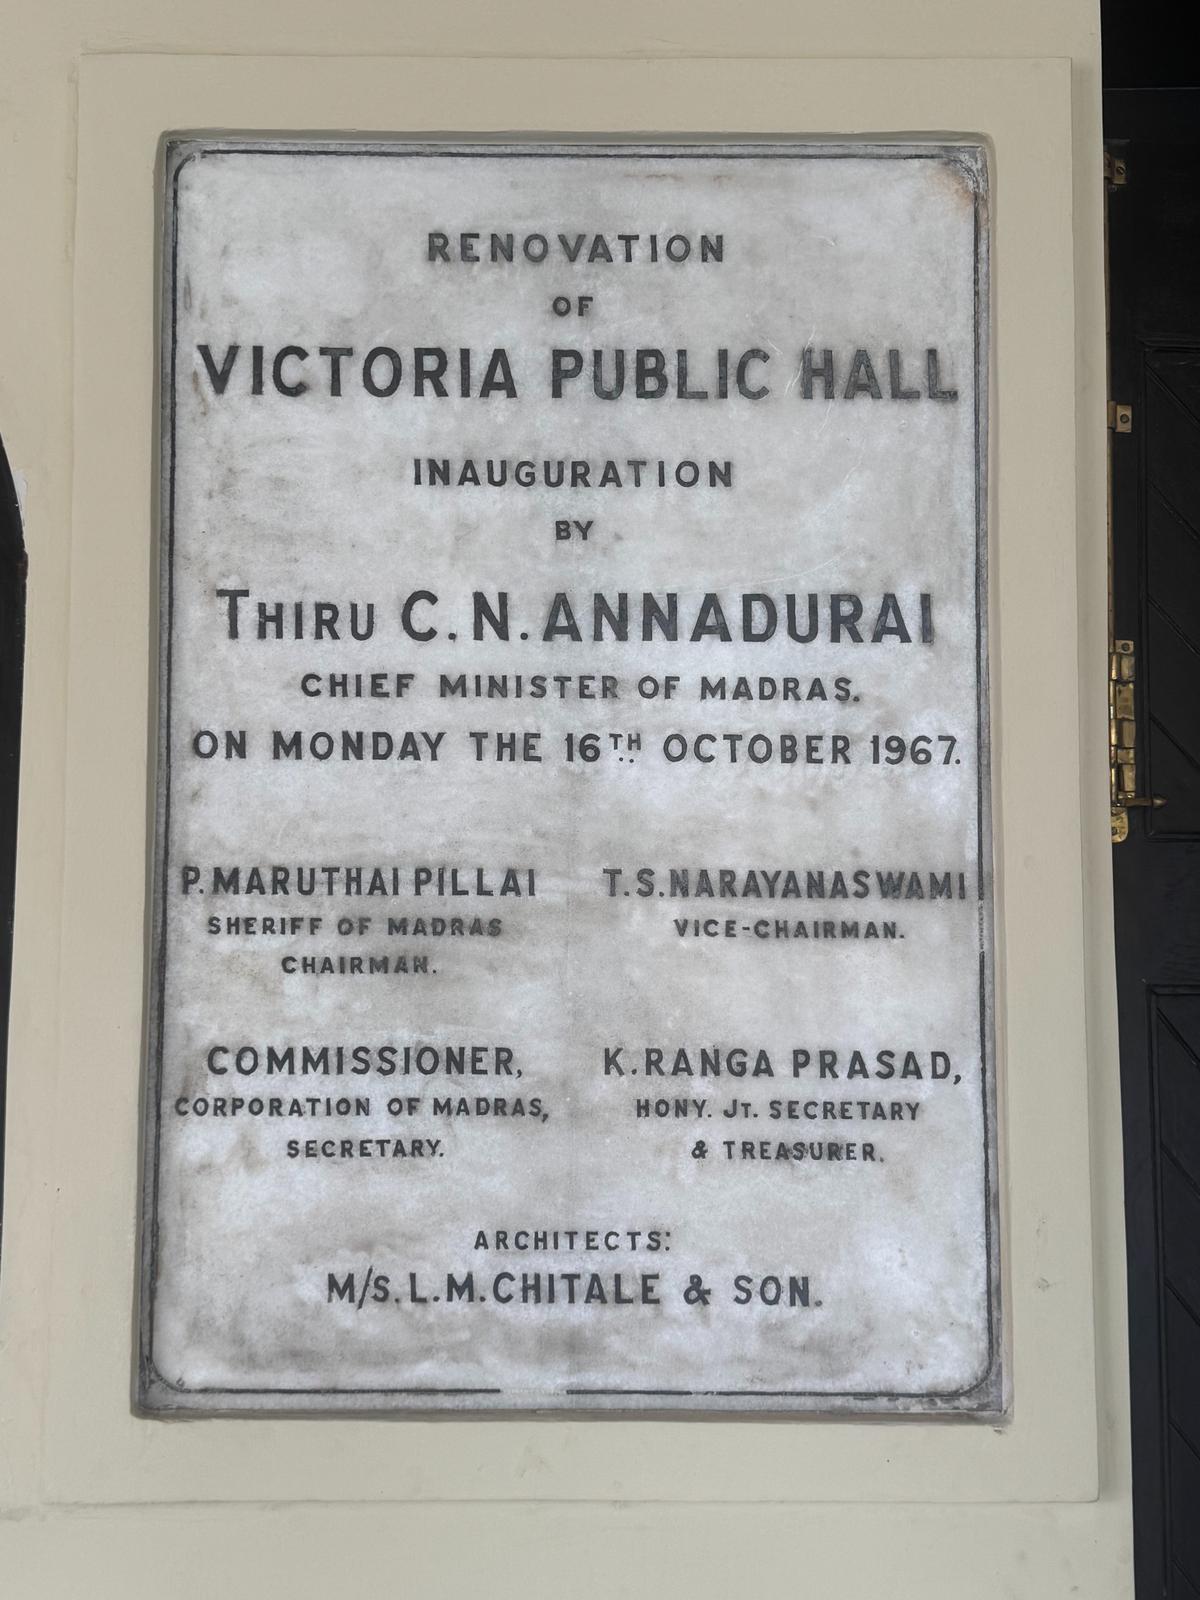 RENOVATION
OF
VICTORIA PUBLIC HALL
INAUGURATION
BY
THIRU C.N. ANNADURAI
CHIEF MINISTER OF MADRAS.
ON MONDAY THE 16TH OCTOBER 1967.
P. MARUTHAI PILLAI
SHERIFF OF MADRAS
CHAIRMAN.
T.S. NARAYANASWAMI
VICE-CHAIRMAN.
COMMISSIONER,
CORPORATION OF MADRAS,
SECRETARY.
K. RANGA PRASAD,
HONY. JT. SECRETARY
& TREASURER.
ARCHITECTS:
M/S. L.M. CHITALE & SON.